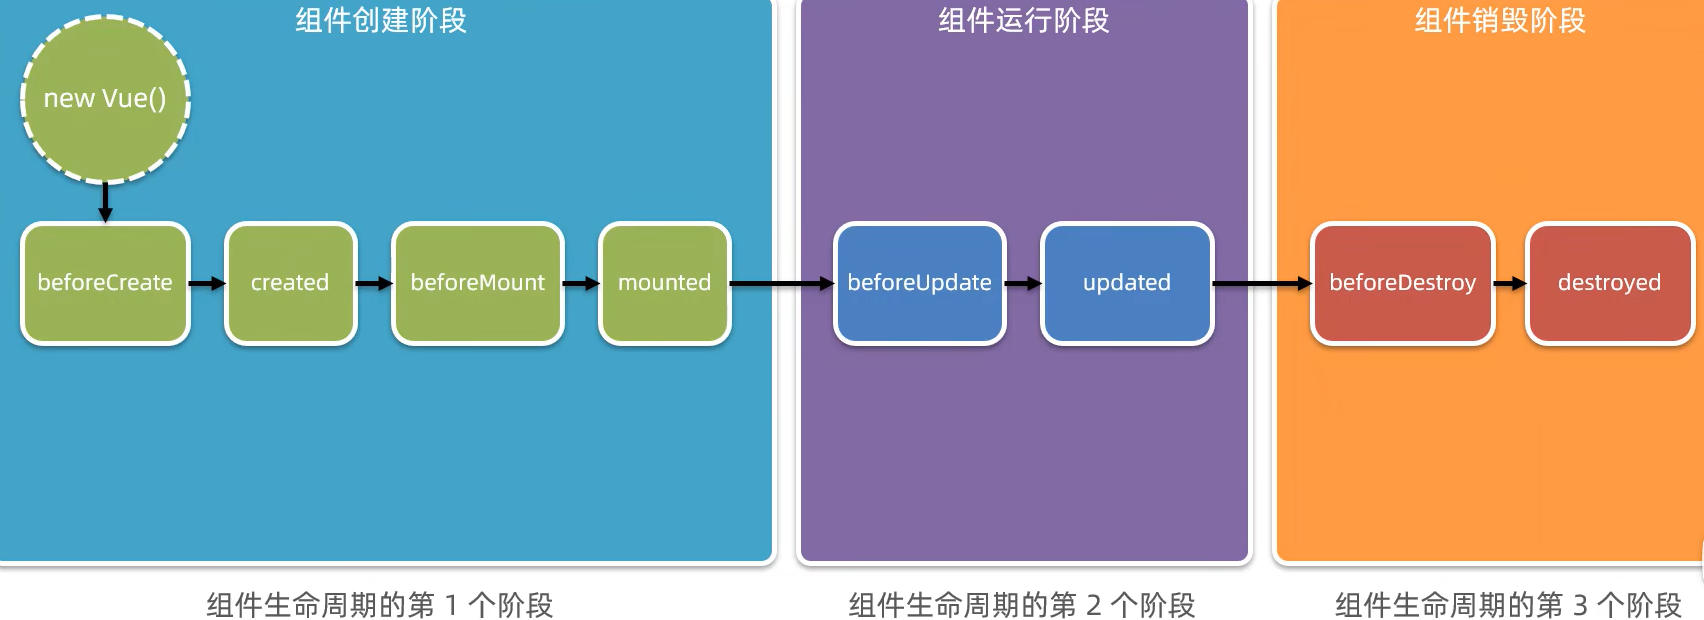 组件创建阶段
组件运行阶段
组件销毁阶段
new Vue()
beforeCreate
created
beforeMount
mounted
beforeUpdate
updated
beforeDestroy
destroyed
组件生命周期的第 1 个阶段
组件生命周期的第 2 个阶段
组件生命周期的第 3 个阶段